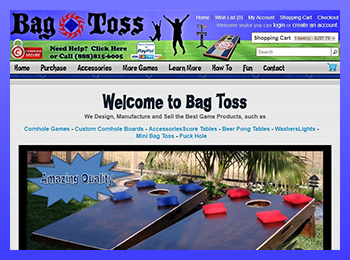 Bag Toss
Home Wish List (0) My Account Shopping Cart Checkout
Welcome visitor you can login or create an account.
Shopping Cart 1 item(s) - $297.70
Need Help? Click Here
or Call (888)815-4005
PayPal
Home Purchase Accessories More Games Learn More How To Fun Contact
Welcome to Bag Toss
We Design, Manufacture and Sell the Best Game Products, such as
Cornhole Games - Custom Cornhole Boards - AccessoriesScore Tables - Beer Pong Tables - WashersLights -
Mini Bag Toss - Puck Hole
Amazing Quality